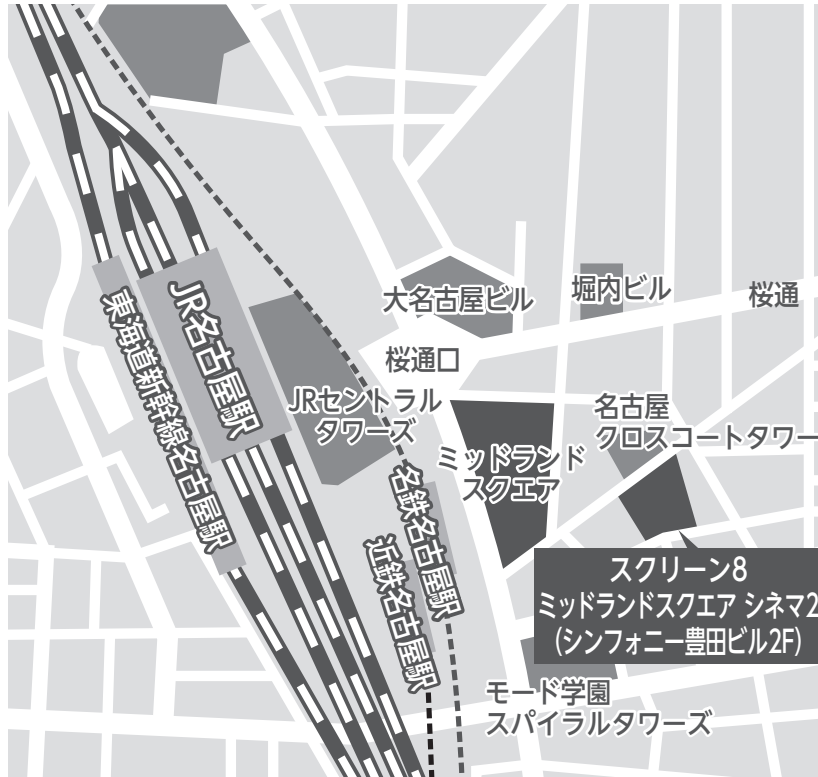 大名古屋ビル
堀内ビル
桜通
東海道新幹線名古屋駅
JR名古屋駅
桜通口
JRセントラル
タワーズ
名古屋
クロスコートタワー
ミッドランド
スクエア
名鉄名古屋駅
近鉄名古屋駅
スクリーン8
ミッドランドスクエア シネマ2
(シンフォニー豊田ビル2F)
モード学園
スパイラルタワーズ